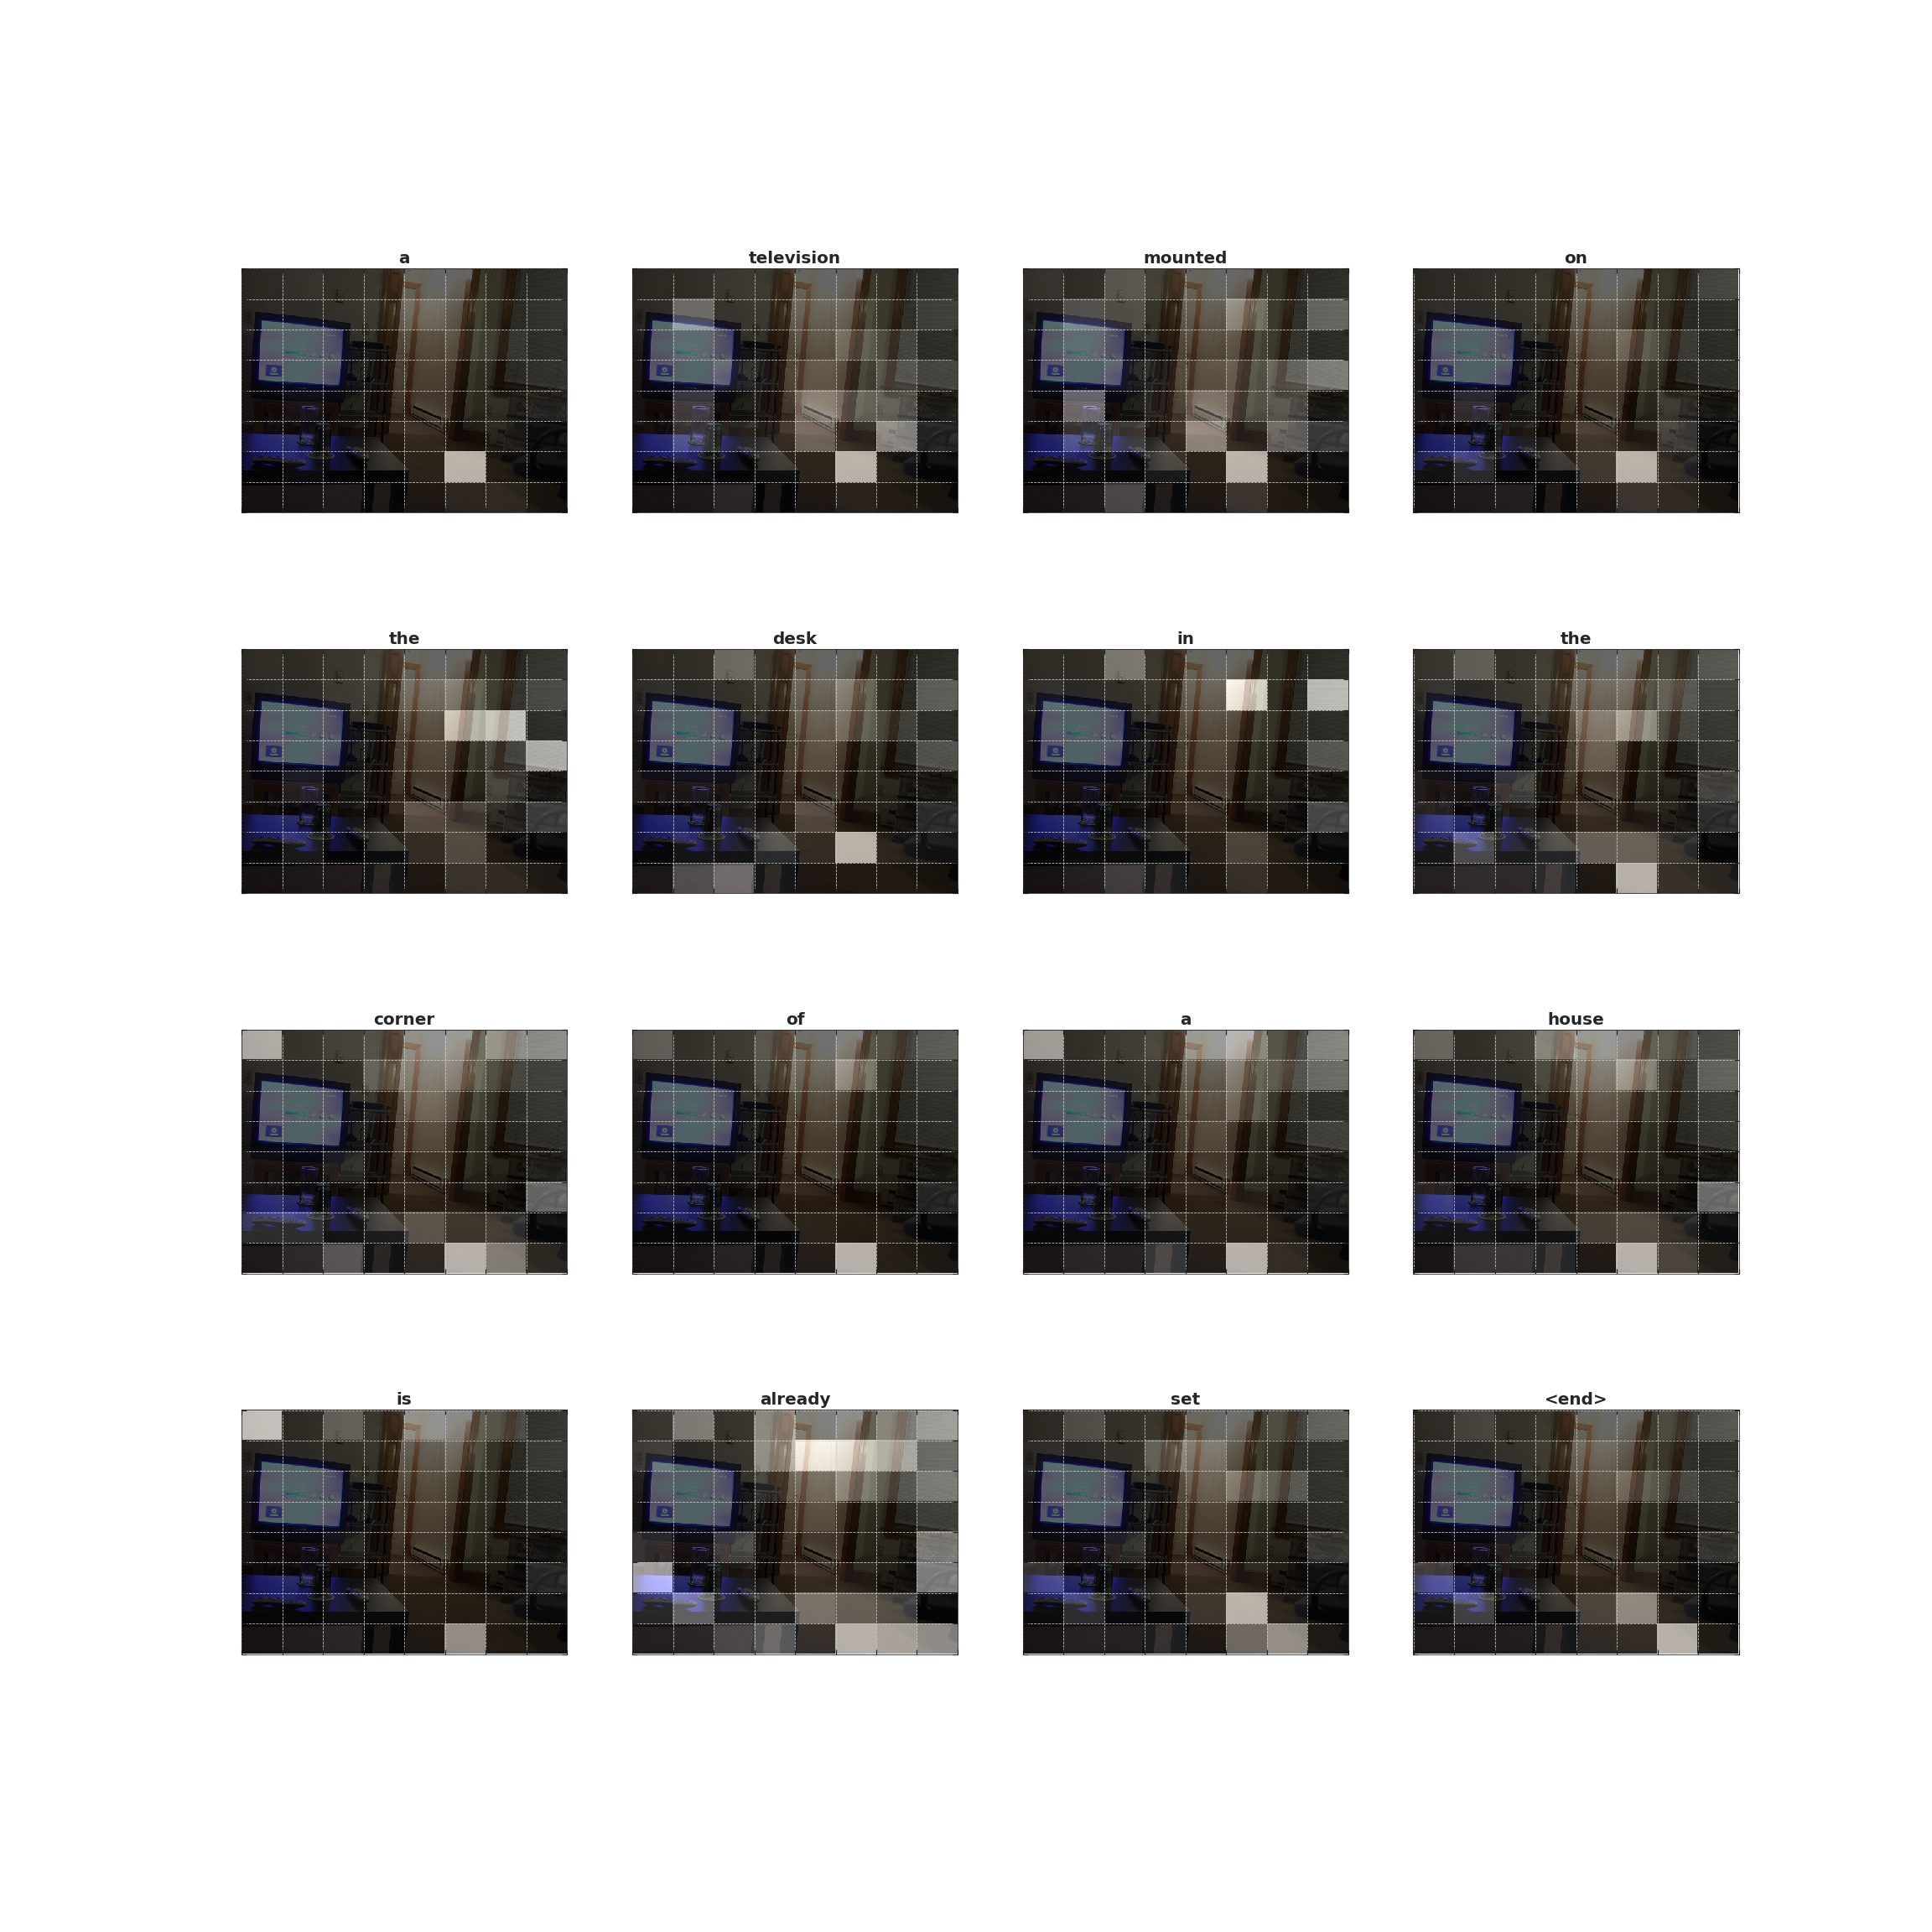 a television mounted on
the desk in the
corner of a house
is already set <end>